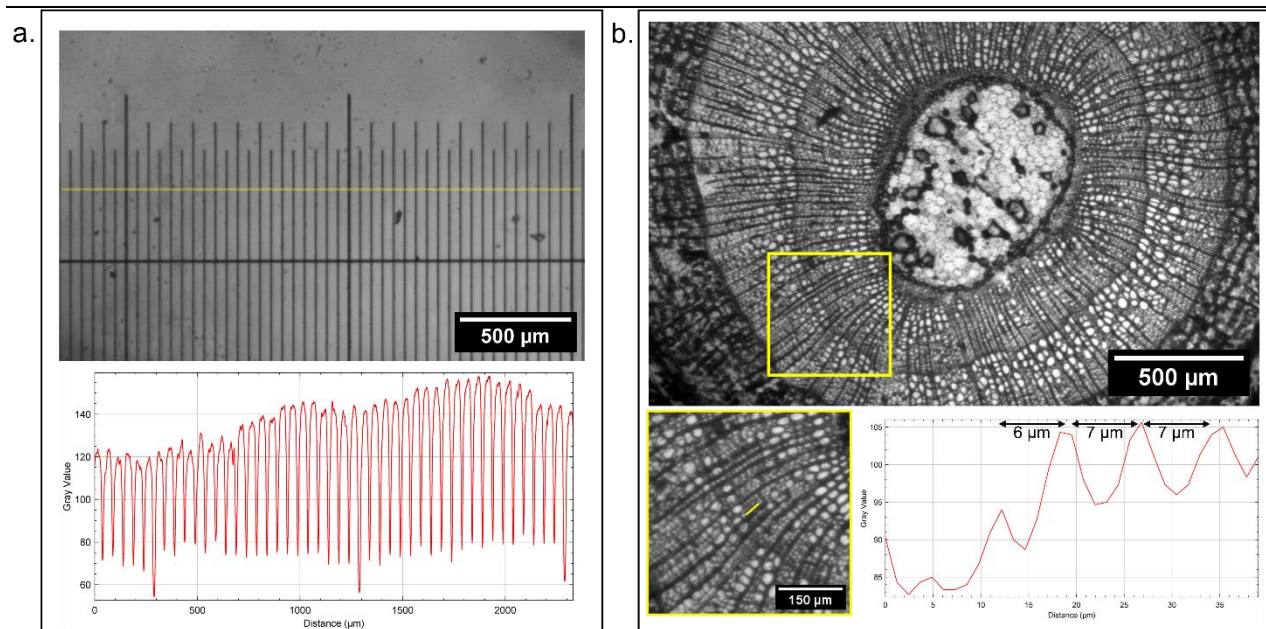 a.
500 µm
140
120
100
80
60
Gray Value
0
500
1000
1500
2000
Distance (µm)
b.
500 µm
150 µm
6 µm
7 µm
7 µm
105
100
95
90
85
Gray Value
0
5
10
15
20
25
30
35
Distance (µm)